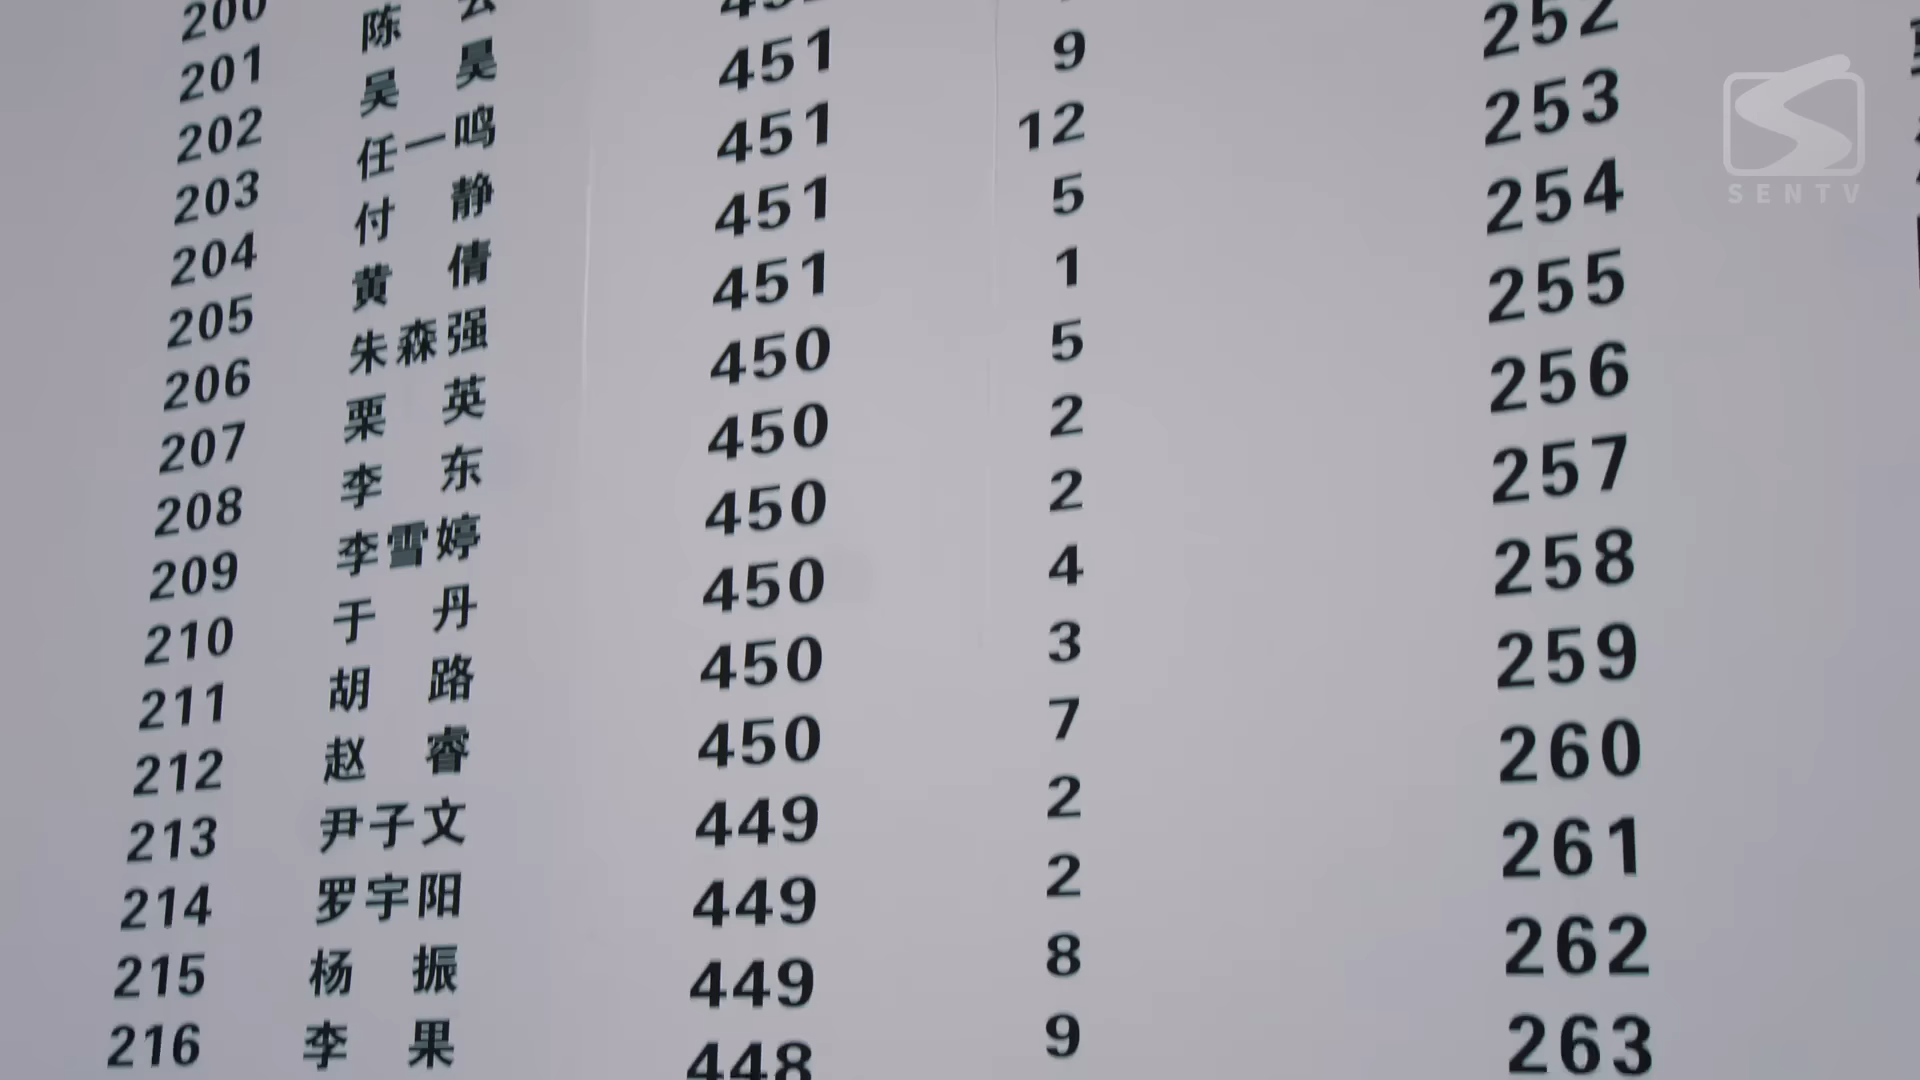 200
201 陈 云
202 吴 昊
203 任一鸣 451 9
204 付 静 451 12
205 黄 倩 451 5 252
206 朱森强 451 1 253
207 栗 英 450 5 254
208 李 东 450 2 255
209 李雪婷 450 2 256
210 于 丹 450 4 257
211 胡 路 450 3 258
212 赵 睿 450 7 259
213 尹子文 449 2 260
214 罗宇阳 449 2 261
215 杨 振 449 8 262
216 李 果 448 9 263
SENTV